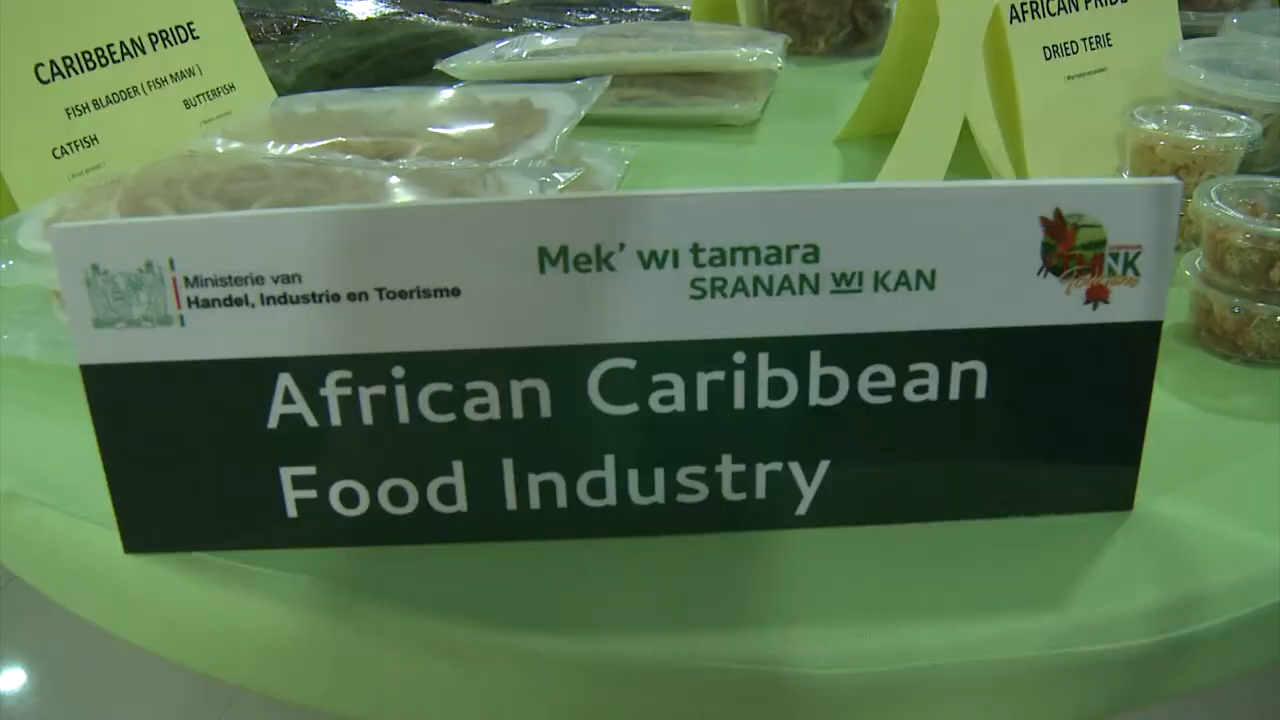 CARIBBEAN PRIDE
FISH BLADDER ( FISH MAW )
BUTTERFISH
CATFISH
AFRICAN PRIDE
DRIED TERIE
Ministerie van
Handel, Industrie en Toerisme
Mek' wi tamara
SRANAN WI KAN
THINK
African Caribbean
Food Industry